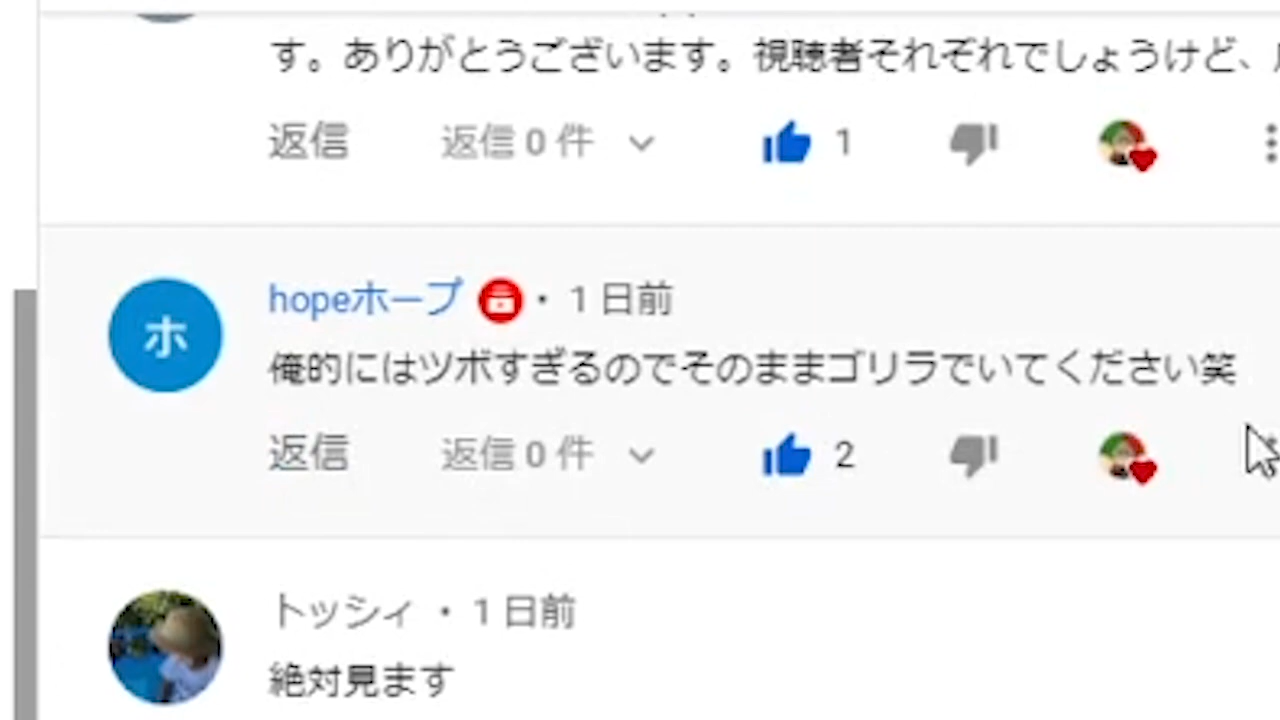 す。ありがとうございます。視聴者それぞれでしょうけど、
返信 返信 0 件 1
ホ
hopeホープ ・ 1 日前
俺的にはツボすぎるのでそのままゴリラでいてください笑
返信 返信 0 件 2
トッシィ ・ 1 日前
絶対見ます